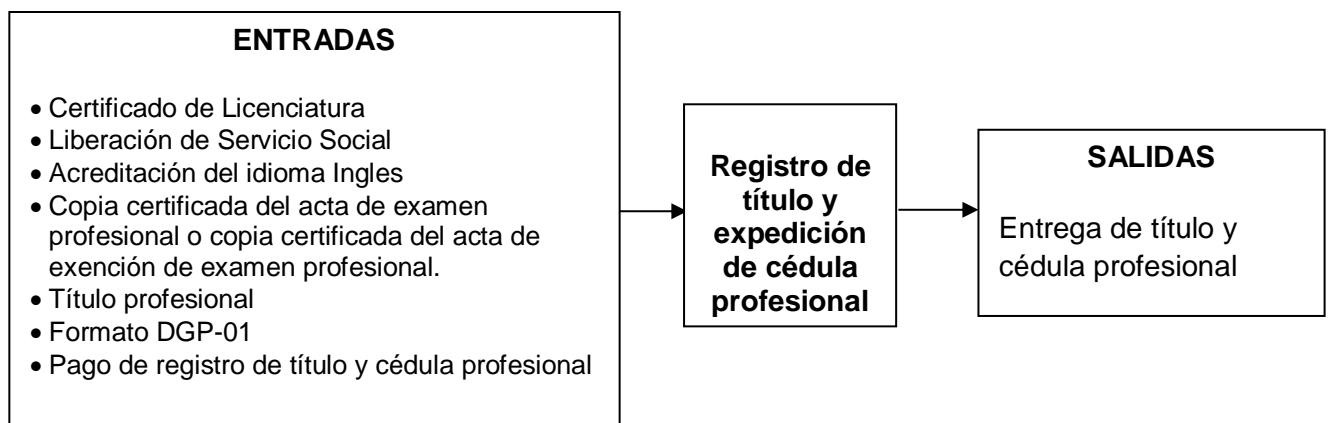 ENTRADAS
• Certificado de Licenciatura
• Liberación de Servicio Social
• Acreditación del idioma Ingles
• Copia certificada del acta de examen
profesional o copia certificada del acta de
exención de examen profesional.
• Título profesional
• Formato DGP-01
• Pago de registro de título y cédula profesional
Registro de
título y
expedición
de cédula
profesional
SALIDAS
Entrega de título y
cédula profesional